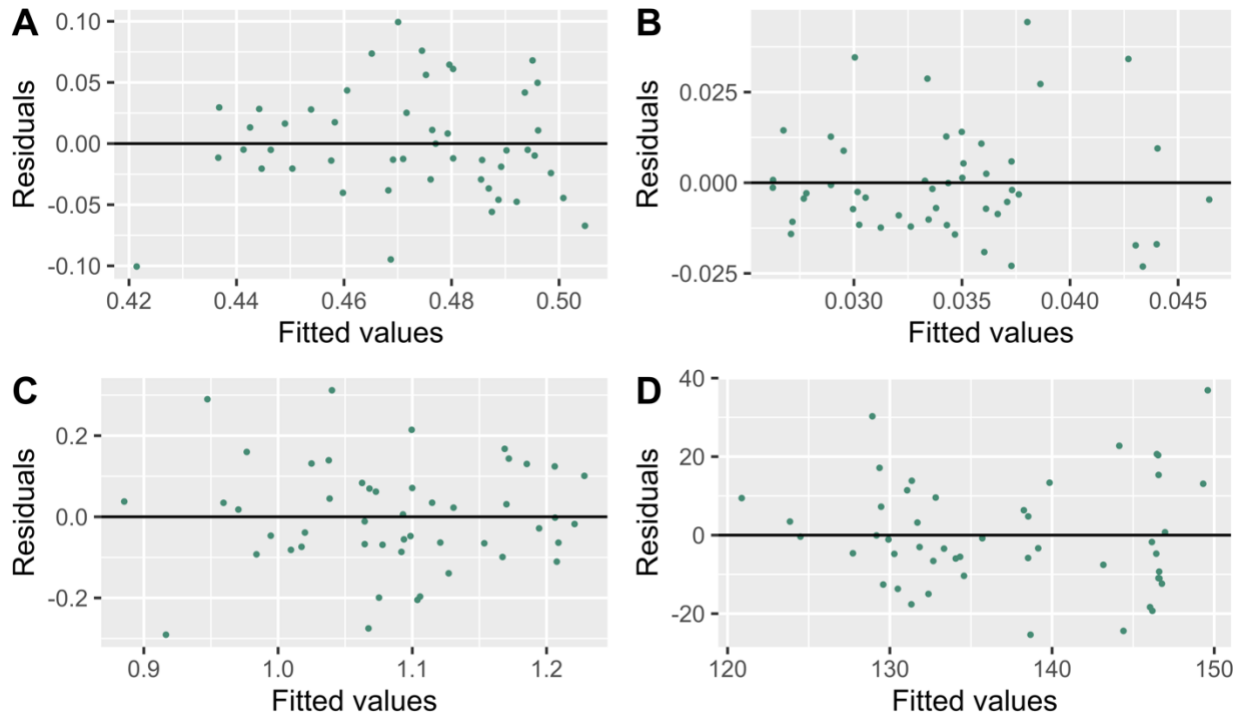 A
Residuals
0.10
0.05
0.00
-0.05
-0.10
0.42 0.44 0.46 0.48 0.50
Fitted values
B
Residuals
0.025
0.000
-0.025
0.030 0.035 0.040 0.045
Fitted values
C
Residuals
0.2
0.0
-0.2
0.9 1.0 1.1 1.2
Fitted values
D
Residuals
40
20
0
-20
120 130 140 150
Fitted values